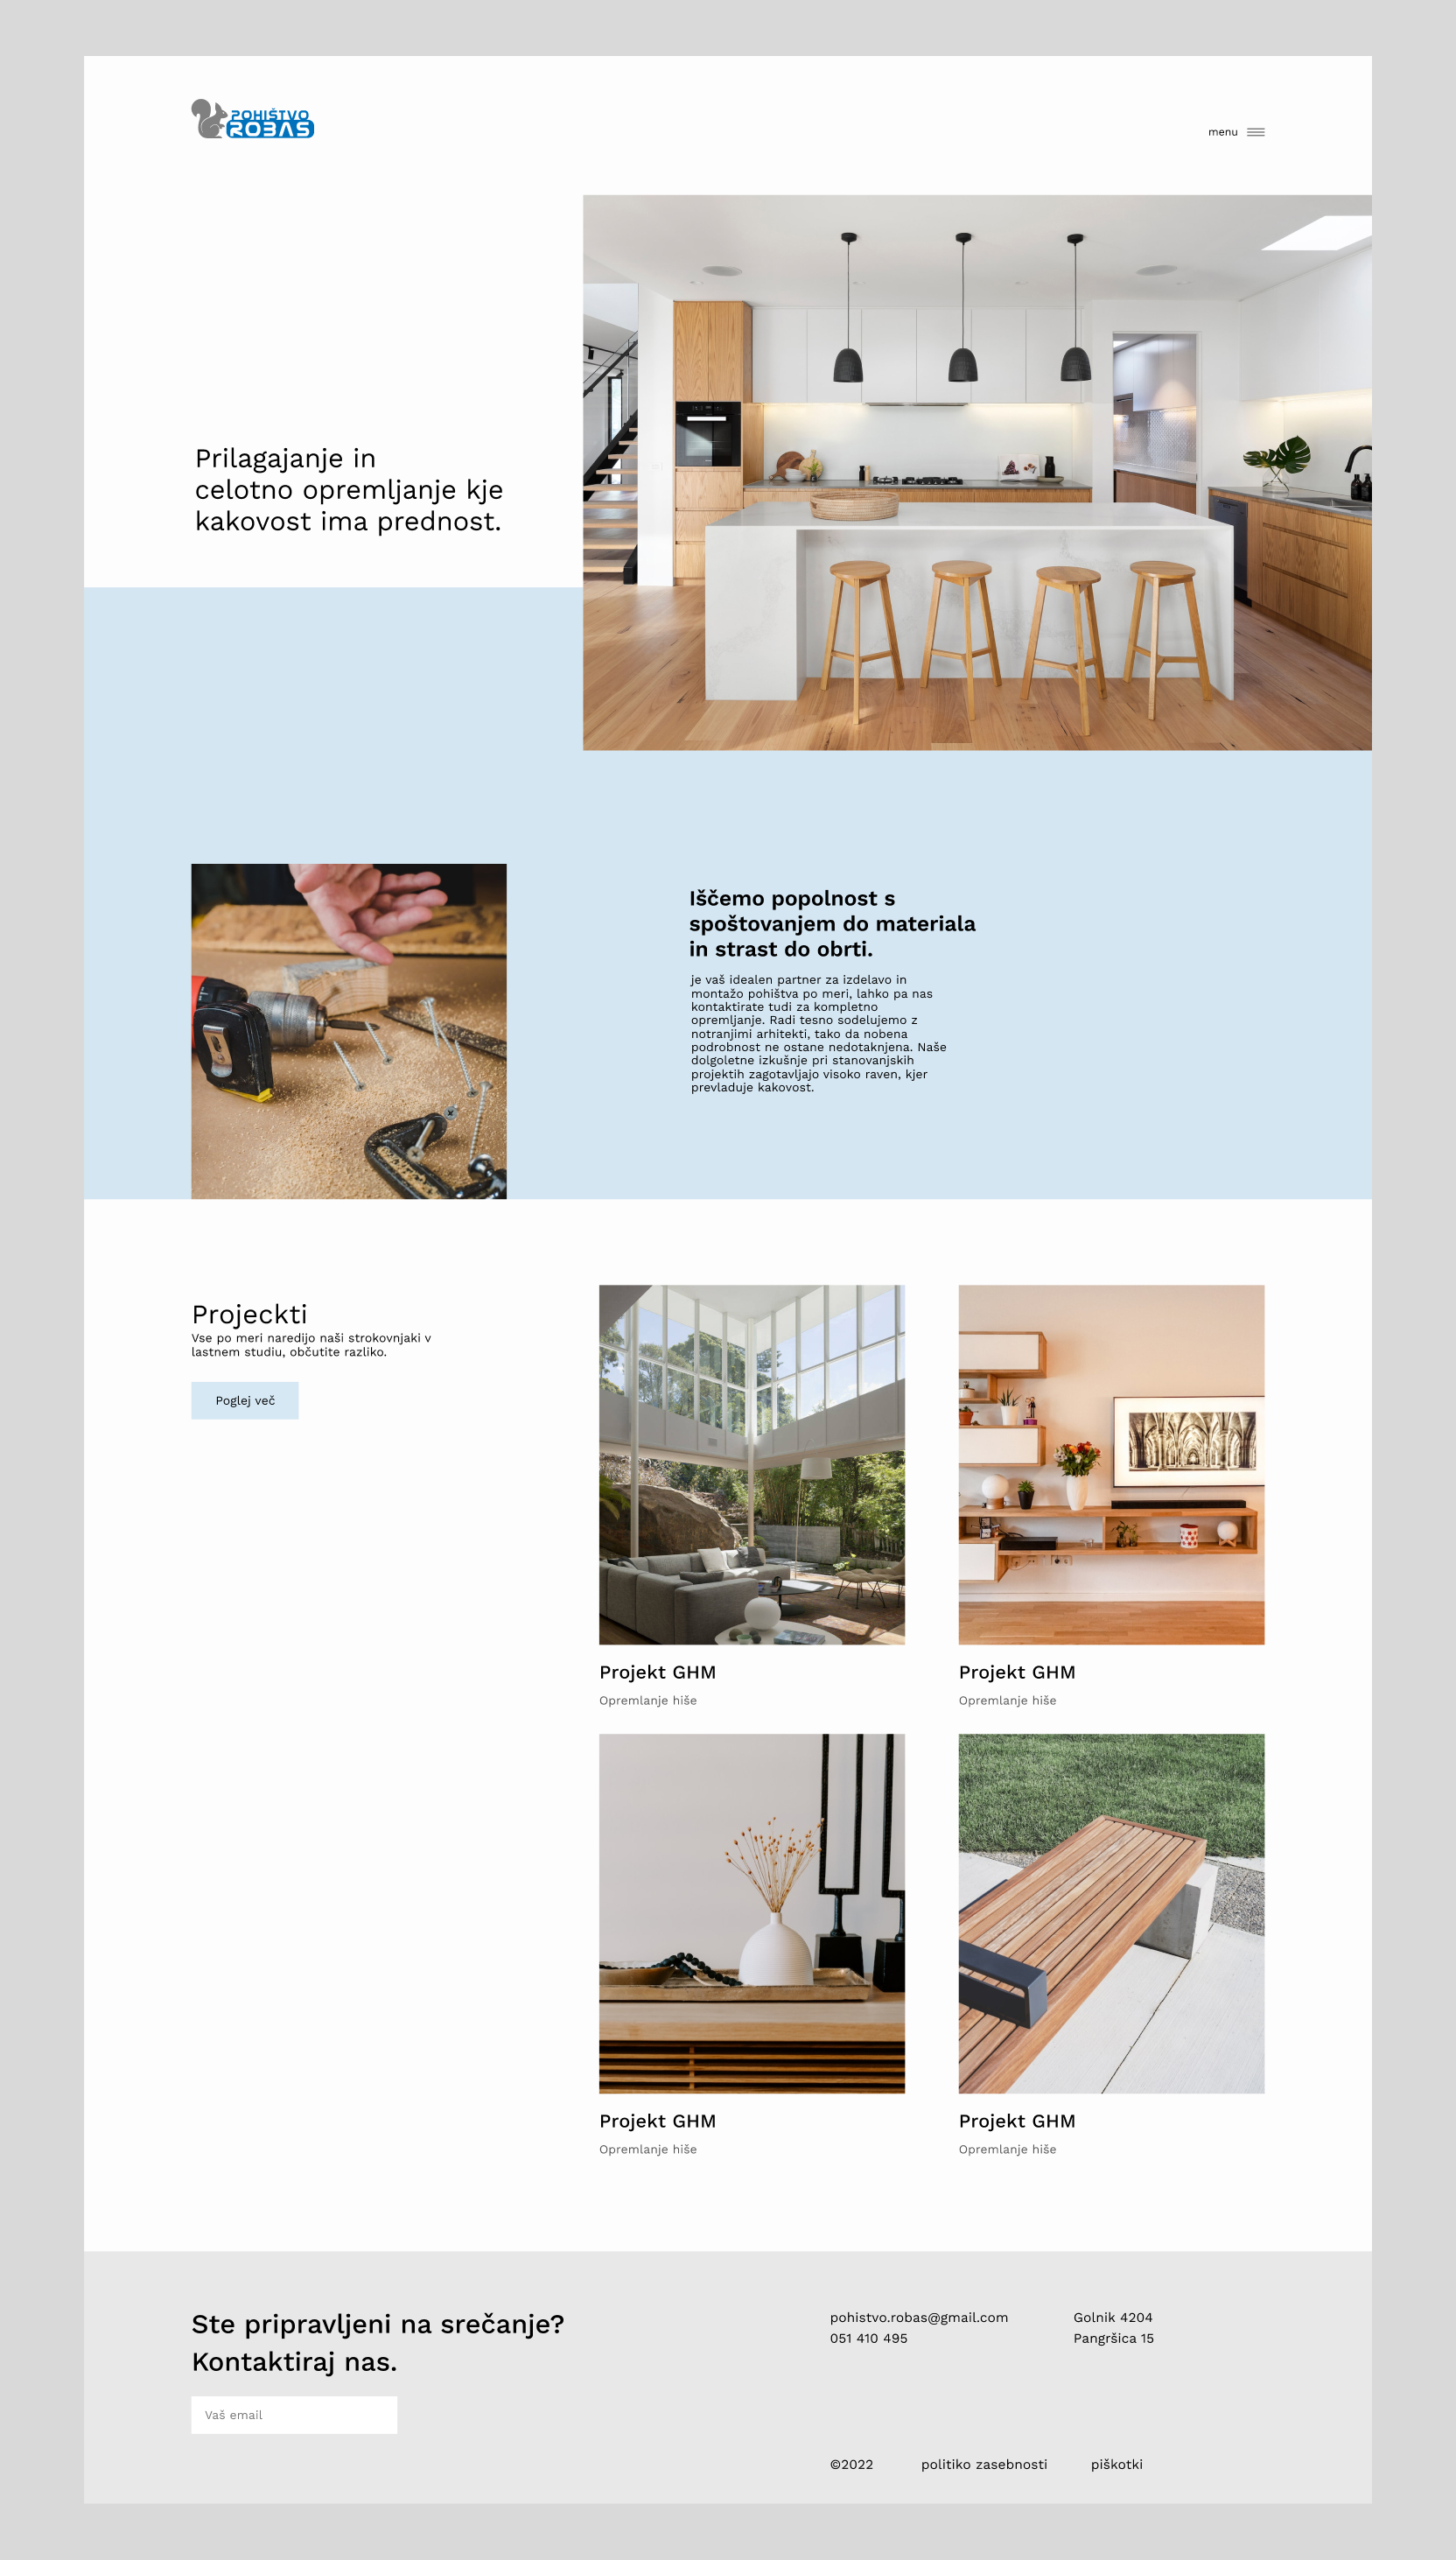 POHIŠTVO
ROBAS
menu
Prilagajanje in
celotno opremljanje kje
kakovost ima prednost.
Iščemo popolnost s
spoštovanjem do materiala
in strast do obrti.
je vaš idealen partner za izdelavo in
montažo pohištva po meri, lahko pa nas
kontaktirate tudi za kompletno
opremljanje. Radi tesno sodelujemo z
notranjimi arhitekti, tako da nobena
podrobnost ne ostane nedotaknjena. Naše
dolgoletne izkušnje pri stanovanjskih
projektih zagotavljajo visoko raven, kjer
prevladuje kakovost.
Projeckti
Vse po meri naredijo naši strokovnjaki v
lastnem studiu, občutite razliko.
Poglej več
Projekt GHM
Opremlanje hiše
Projekt GHM
Opremlanje hiše
Projekt GHM
Opremlanje hiše
Projekt GHM
Opremlanje hiše
Ste pripravljeni na srečanje?
Kontaktiraj nas.
Vaš email
pohistvo.robas@gmail.com
051 410 495
Golnik 4204
Pangršica 15
©2022
politiko zasebnosti
piškotki